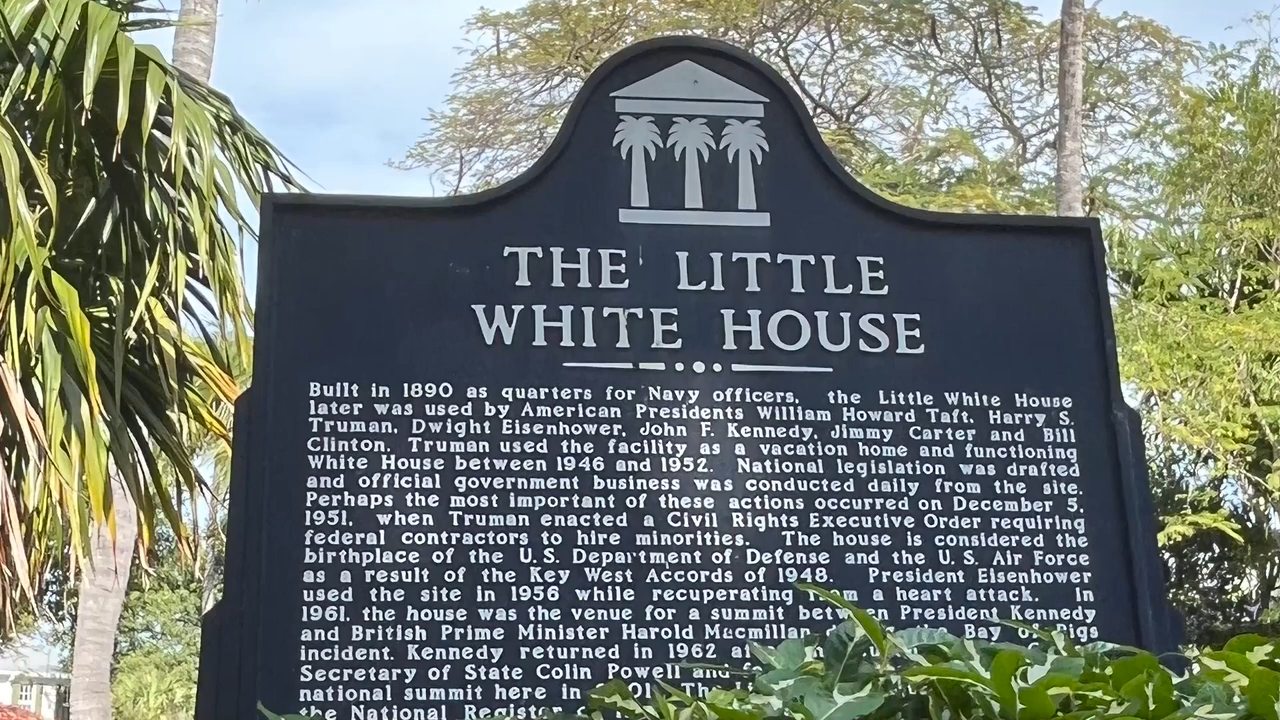 THE LITTLE
WHITE HOUSE
Built in 1890 as quarters for Navy officers, the Little White House
later was used by American Presidents William Howard Taft, Harry S.
Truman, Dwight Eisenhower, John F. Kennedy, Jimmy Carter and Bill
Clinton. Truman used the facility as a vacation home and functioning
White House between 1946 and 1952. National legislation was drafted
and official government business was conducted daily from the site.
Perhaps the most important of these actions occurred on December 5,
1951, when Truman enacted a Civil Rights Executive Order requiring
federal contractors to hire minorities. The house is considered the
birthplace of the U.S. Department of Defense and the U.S. Air Force
as a result of the Key West Accords of 1948. President Eisenhower
used the site in 1956 while recuperating from a heart attack. In
1961, the house was the venue for a summit between President Kennedy
and British Prime Minister Harold Macmillan Bay of Pigs
incident. Kennedy returned in 1962
Secretary of State Colin Powell and
national summit here in The
the National Register